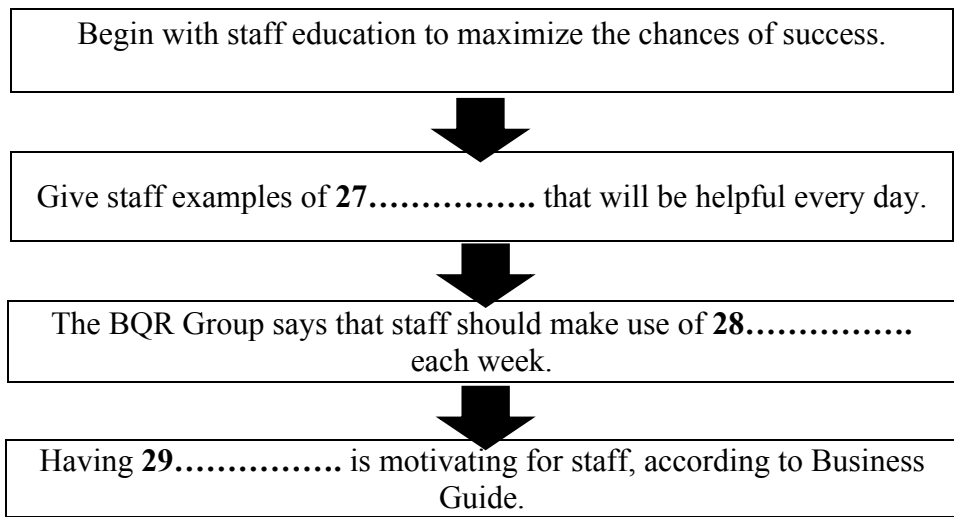 Begin with staff education to maximize the chances of success.
Give staff examples of 27……………. that will be helpful every day.
The BQR Group says that staff should make use of 28…………….
each week.
Having 29……………. is motivating for staff, according to Business
Guide.